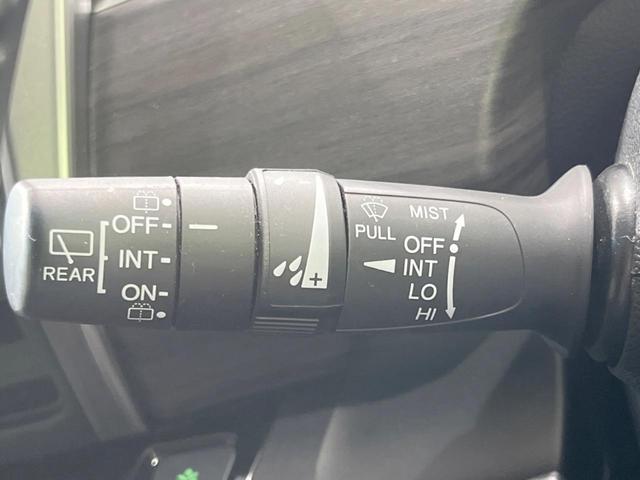 REAR
OFF
INT
ON
+
PULL
MIST
OFF
INT
LO
HI